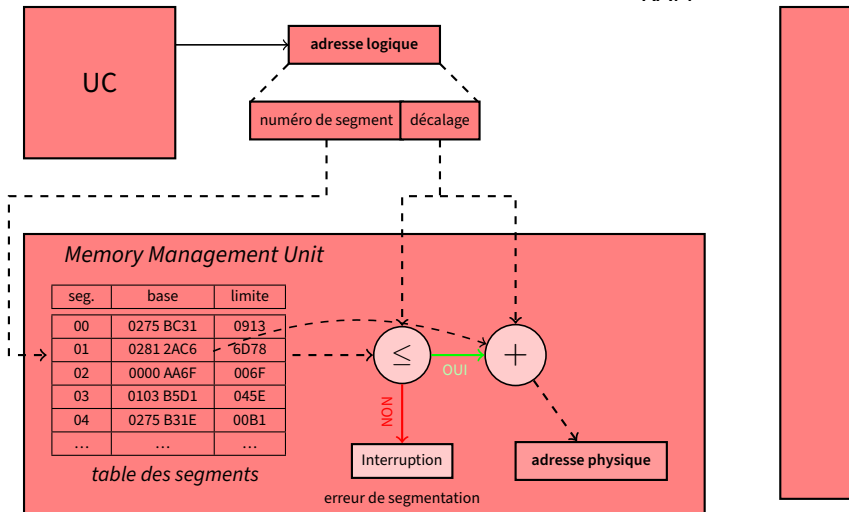 UC
adresse logique
numéro de segment
décalage
Memory Management Unit
seg. base limite
00 0275 BC31 0913
01 0281 2AC6 6D78
02 0000 AA6F 006F
03 0103 B5D1 045E
04 0275 B31E 00B1
… … …
table des segments
≤
OUI
+
NON
Interruption
adresse physique
erreur de segmentation